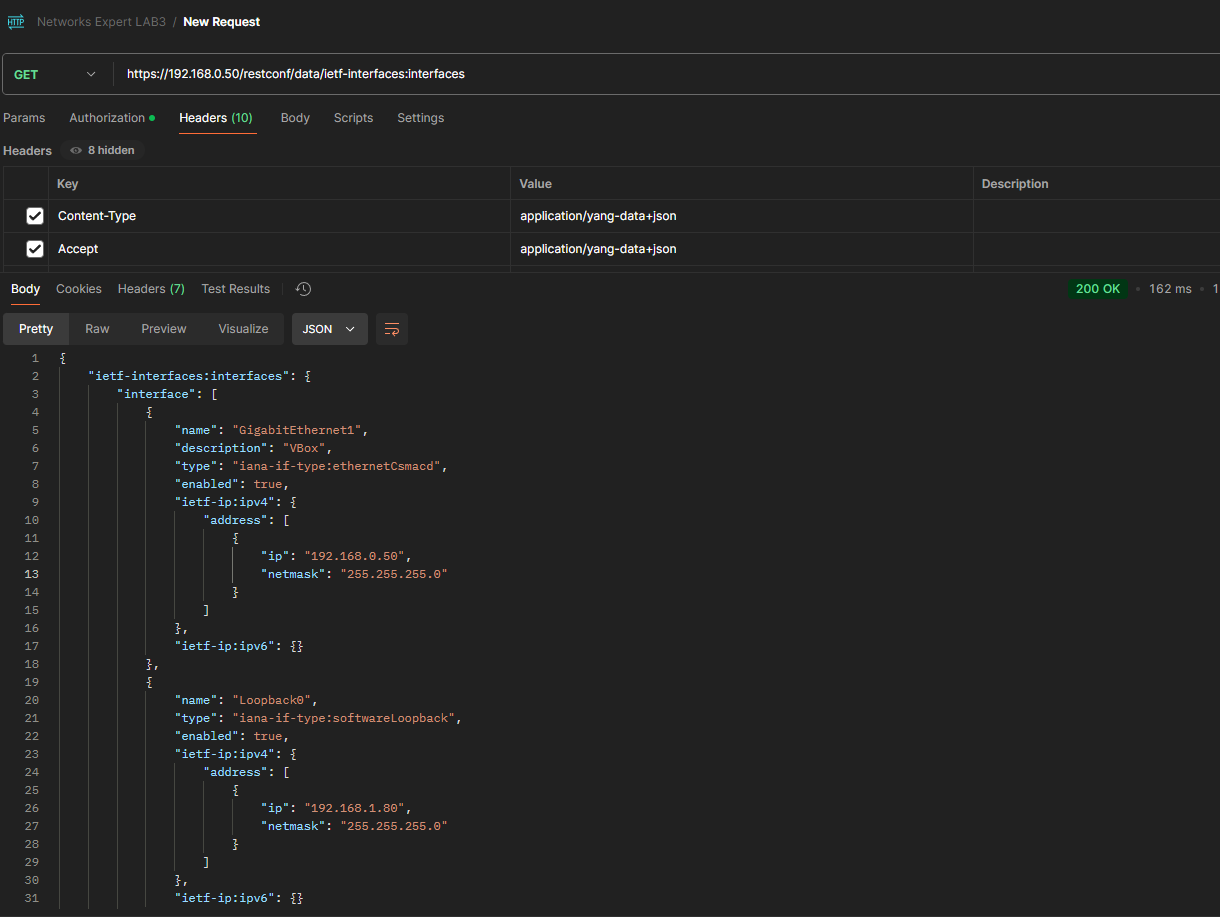 HTTP Networks Expert LAB3 / New Request
GET https://192.168.0.50/restconf/data/ietf-interfaces:interfaces
Params Authorization Headers (10) Body Scripts Settings
Headers 8 hidden
Key Value Description
Content-Type application/yang-data+json
Accept application/yang-data+json
Body Cookies Headers (7) Test Results 200 OK • 162 ms • 1
Pretty Raw Preview Visualize JSON
1 {
2 "ietf-interfaces:interfaces": {
3 "interface": [
4 {
5 "name": "GigabitEthernet1",
6 "description": "VBox",
7 "type": "iana-if-type:ethernetCsmacd",
8 "enabled": true,
9 "ietf-ip:ipv4": {
10 "address": [
11 {
12 "ip": "192.168.0.50",
13 "netmask": "255.255.255.0"
14 }
15 ]
16 },
17 "ietf-ip:ipv6": {}
18 },
19 {
20 "name": "Loopback0",
21 "type": "iana-if-type:softwareLoopback",
22 "enabled": true,
23 "ietf-ip:ipv4": {
24 "address": [
25 {
26 "ip": "192.168.1.80",
27 "netmask": "255.255.255.0"
28 }
29 ]
30 },
31 "ietf-ip:ipv6": {}